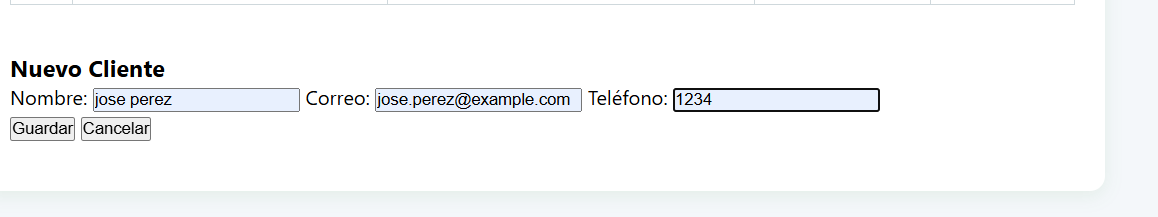 Nuevo Cliente
Nombre: jose perez Correo: jose.perez@example.com Teléfono: 1234
Guardar Cancelar